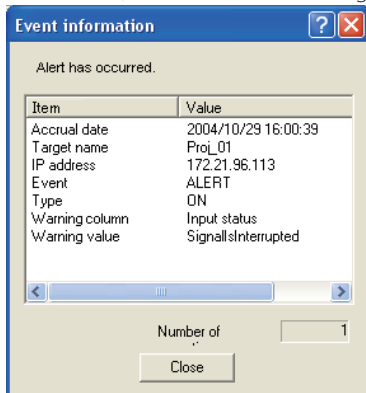 Event information
Alert has occurred.
Item Value
Accrual date 2004/10/29 16:00:39
Target name Proj_01
IP address 172.21.96.113
Event ALERT
Type ON
Warning column Input status
Warning value SignalIsInterrupted
Number of
1
Close